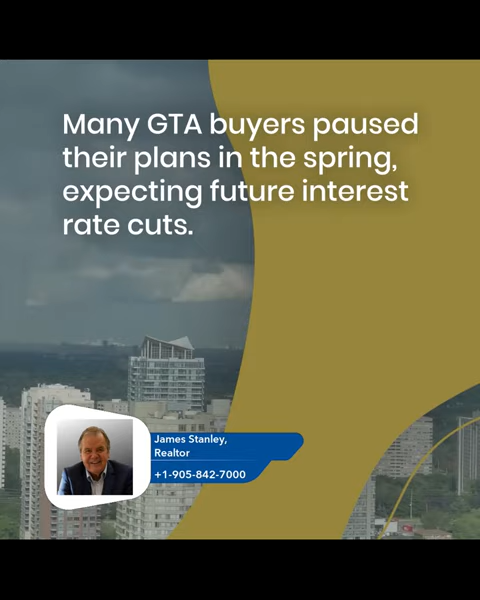 Many GTA buyers paused
their plans in the spring,
expecting future interest
rate cuts.
James Stanley,
Realtor
+1-905-842-7000